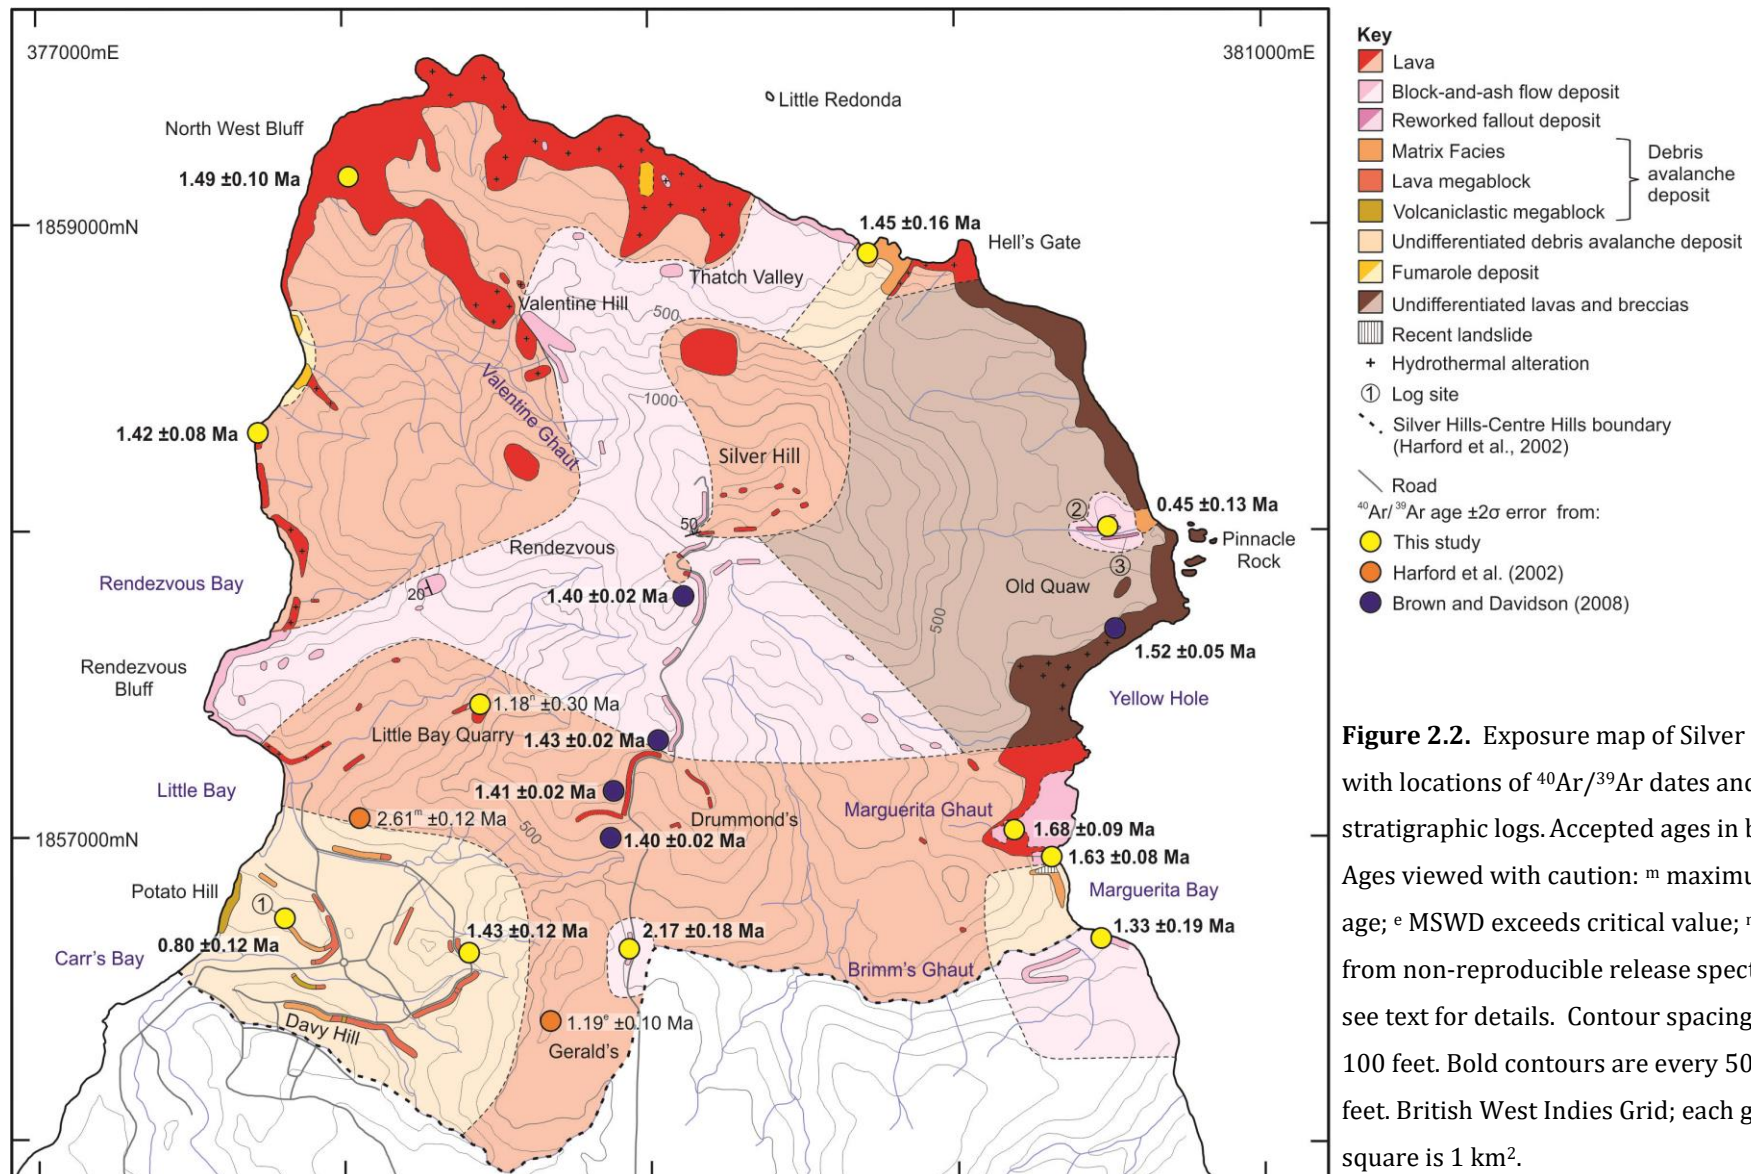 377000mE
381000mE
Little Redonda
North West Bluff
1.49 ±0.10 Ma
1859000mN
1.45 ±0.16 Ma
Hell's Gate
Thatch Valley
Valentine Hill
500
Valentine Ghaut
1000
1.42 ±0.08 Ma
Silver Hill
50
2
0.45 ±0.13 Ma
Pinnacle
Rock
Rendezvous
3
Rendezvous Bay
20
1.40 ±0.02 Ma
Old Quaw
500
1.52 ±0.05 Ma
Rendezvous
Bluff
Yellow Hole
1.18ⁿ ±0.30 Ma
Little Bay Quarry
1.43 ±0.02 Ma
Little Bay
1.41 ±0.02 Ma
Marguerita Ghaut
2.61ᵐ ±0.12 Ma
Drummond's
500
1.68 ±0.09 Ma
1857000mN
1.40 ±0.02 Ma
1.63 ±0.08 Ma
Potato Hill
Marguerita Bay
1
1.33 ±0.19 Ma
0.80 ±0.12 Ma
1.43 ±0.12 Ma
2.17 ±0.18 Ma
Carr's Bay
Brimm's Ghaut
Davy Hill
1.19ᵉ ±0.10 Ma
Gerald's
Key
Lava
Block-and-ash flow deposit
Reworked fallout deposit
Matrix Facies
Lava megablock
Volcaniclastic megablock
Debris
avalanche
deposit
Undifferentiated debris avalanche deposit
Fumarole deposit
Undifferentiated lavas and breccias
Recent landslide
+ Hydrothermal alteration
① Log site
Silver Hills-Centre Hills boundary
(Harford et al., 2002)
Road
⁴⁰Ar/³⁹Ar age ±2σ error from:
This study
Harford et al. (2002)
Brown and Davidson (2008)
Figure 2.2. Exposure map of Silver
with locations of ⁴⁰Ar/³⁹Ar dates and
stratigraphic logs. Accepted ages in b
Ages viewed with caution: ᵐ maximu
age; ᵉ MSWD exceeds critical value; ⁿ
from non-reproducible release spect
see text for details. Contour spacing
100 feet. Bold contours are every 50
feet. British West Indies Grid; each g
square is 1 km².